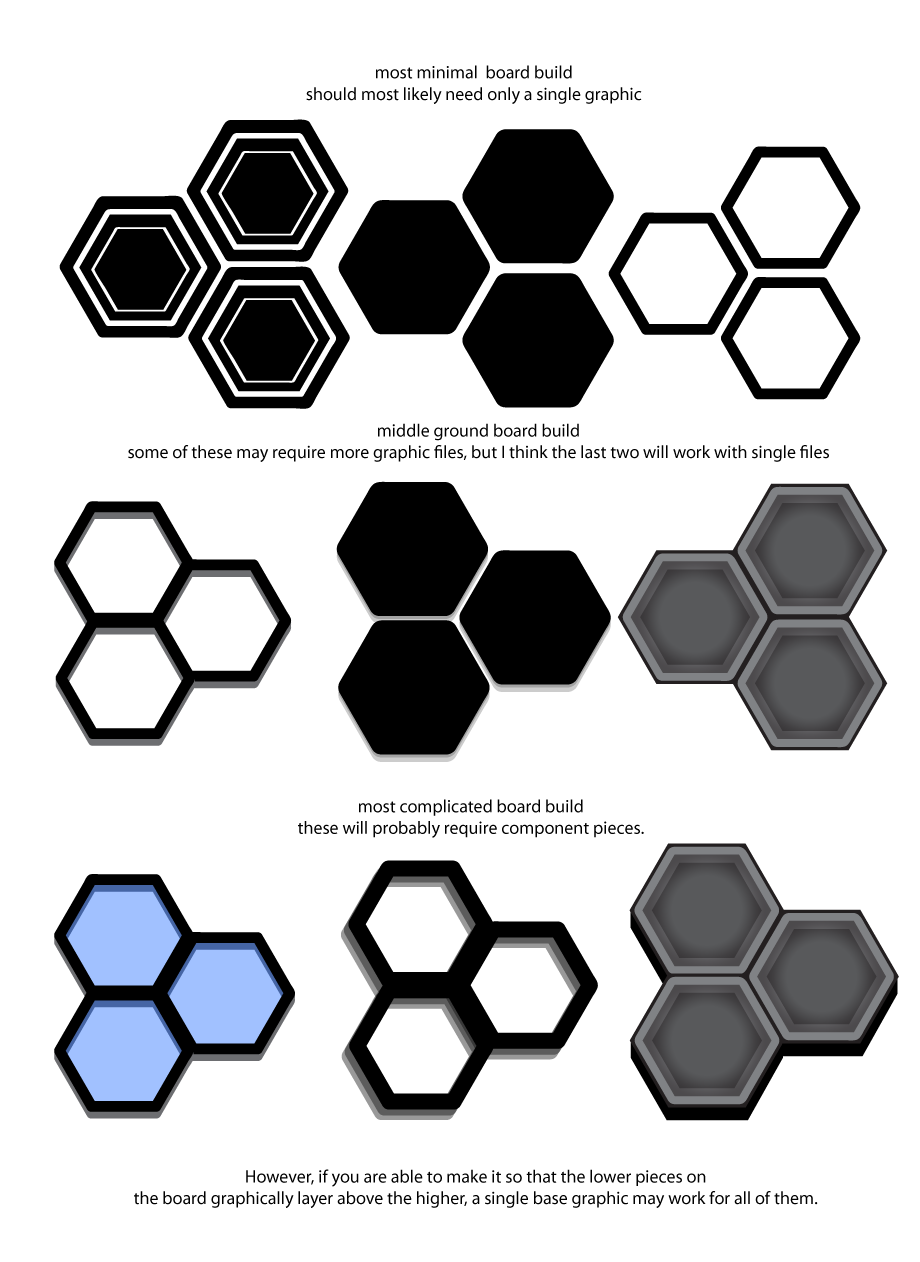 most minimal  board build
should most likely need only a single graphic
middle ground board build
some of these may require more graphic files, but I think the last two will work with single files
most complicated board build
these will probably require component pieces.
However, if you are able to make it so that the lower pieces on
the board graphically layer above the higher, a single base graphic may work for all of them.